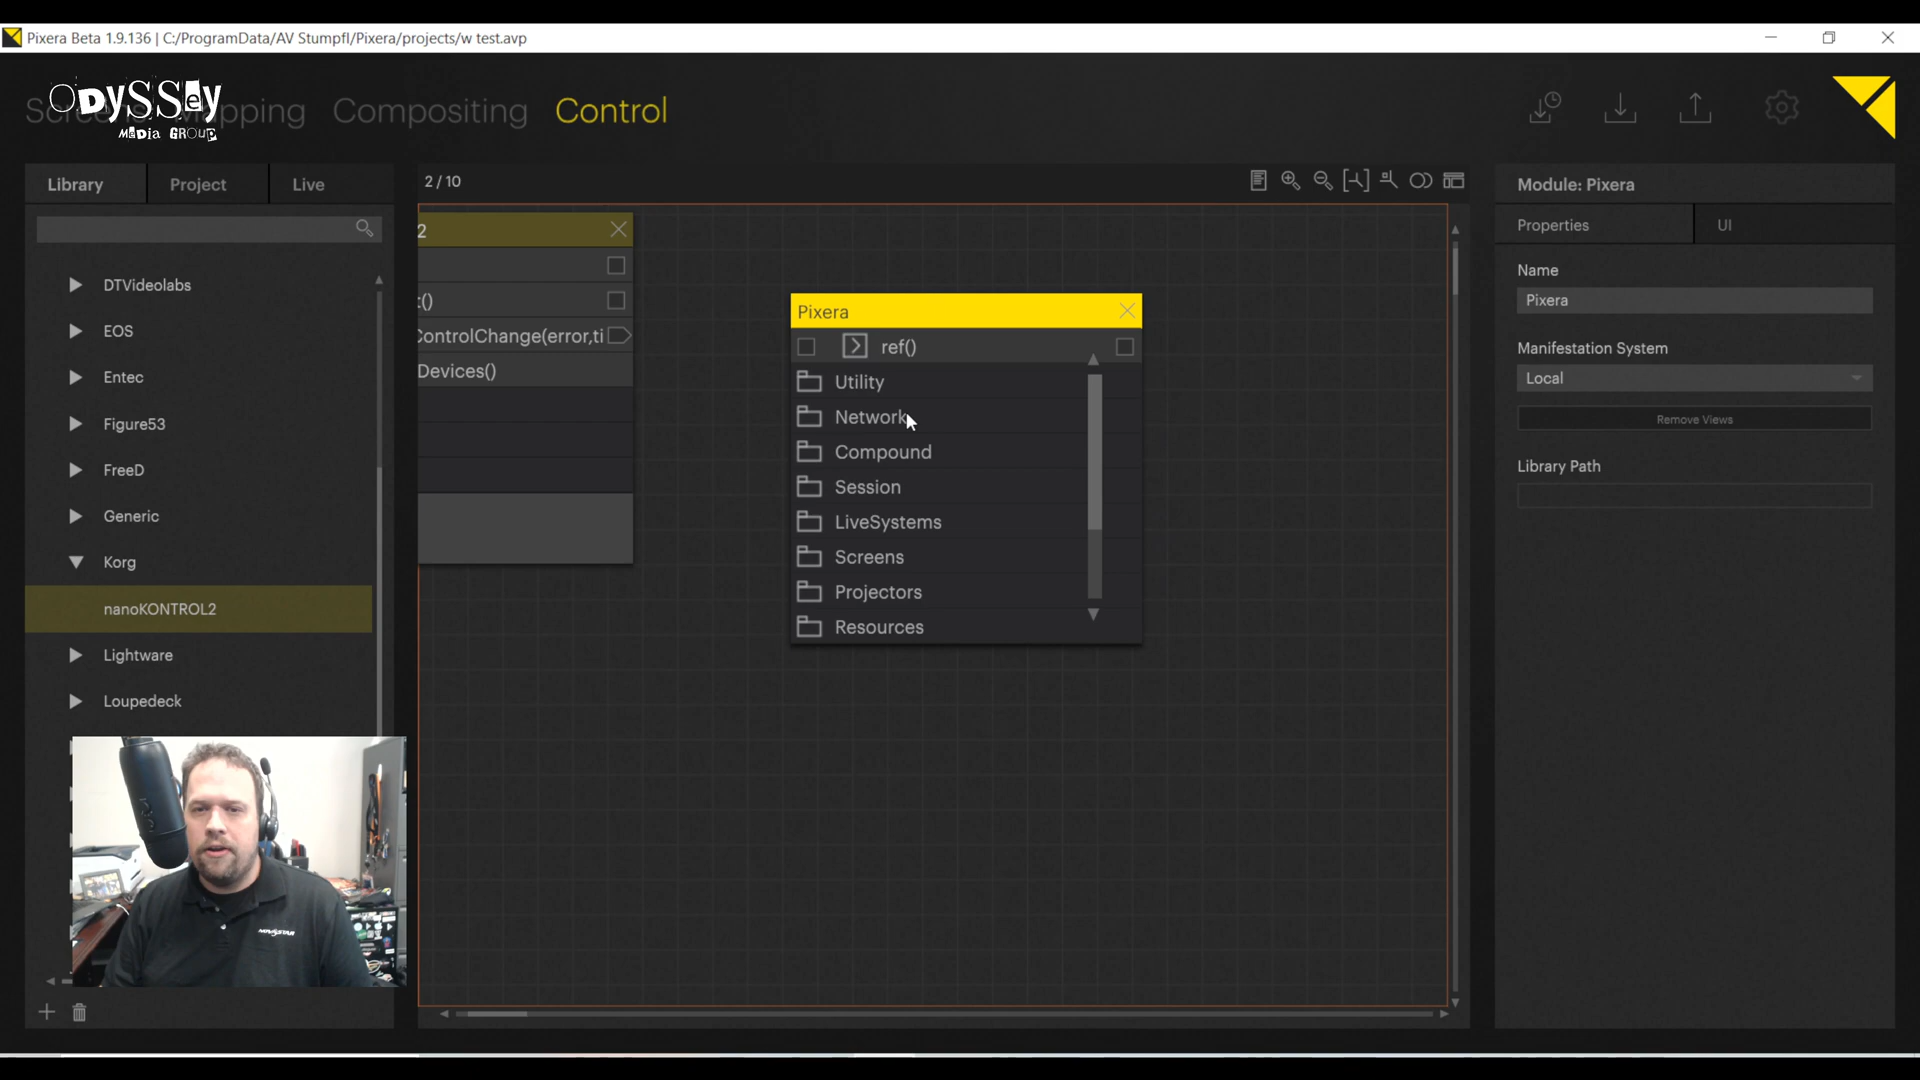 Pixera Beta 1.9.136 | C:/ProgramData/AV Stumpfl/Pixera/projects/w test.avp
ODYSSEY
MEDIA GROUP
Mapping
Compositing
Control
Library
Project
Live
DTVideolabs
EOS
Entec
Figure53
FreeD
Generic
Korg
nanoKONTROL2
Lightware
Loupedeck
2 / 10
2
:()
ControlChange(error,ti
Devices()
Pixera
ref()
Utility
Network
Compound
Session
LiveSystems
Screens
Projectors
Resources
Module: Pixera
Properties
UI
Name
Pixera
Manifestation System
Local
Remove Views
Library Path
NOVASTAR